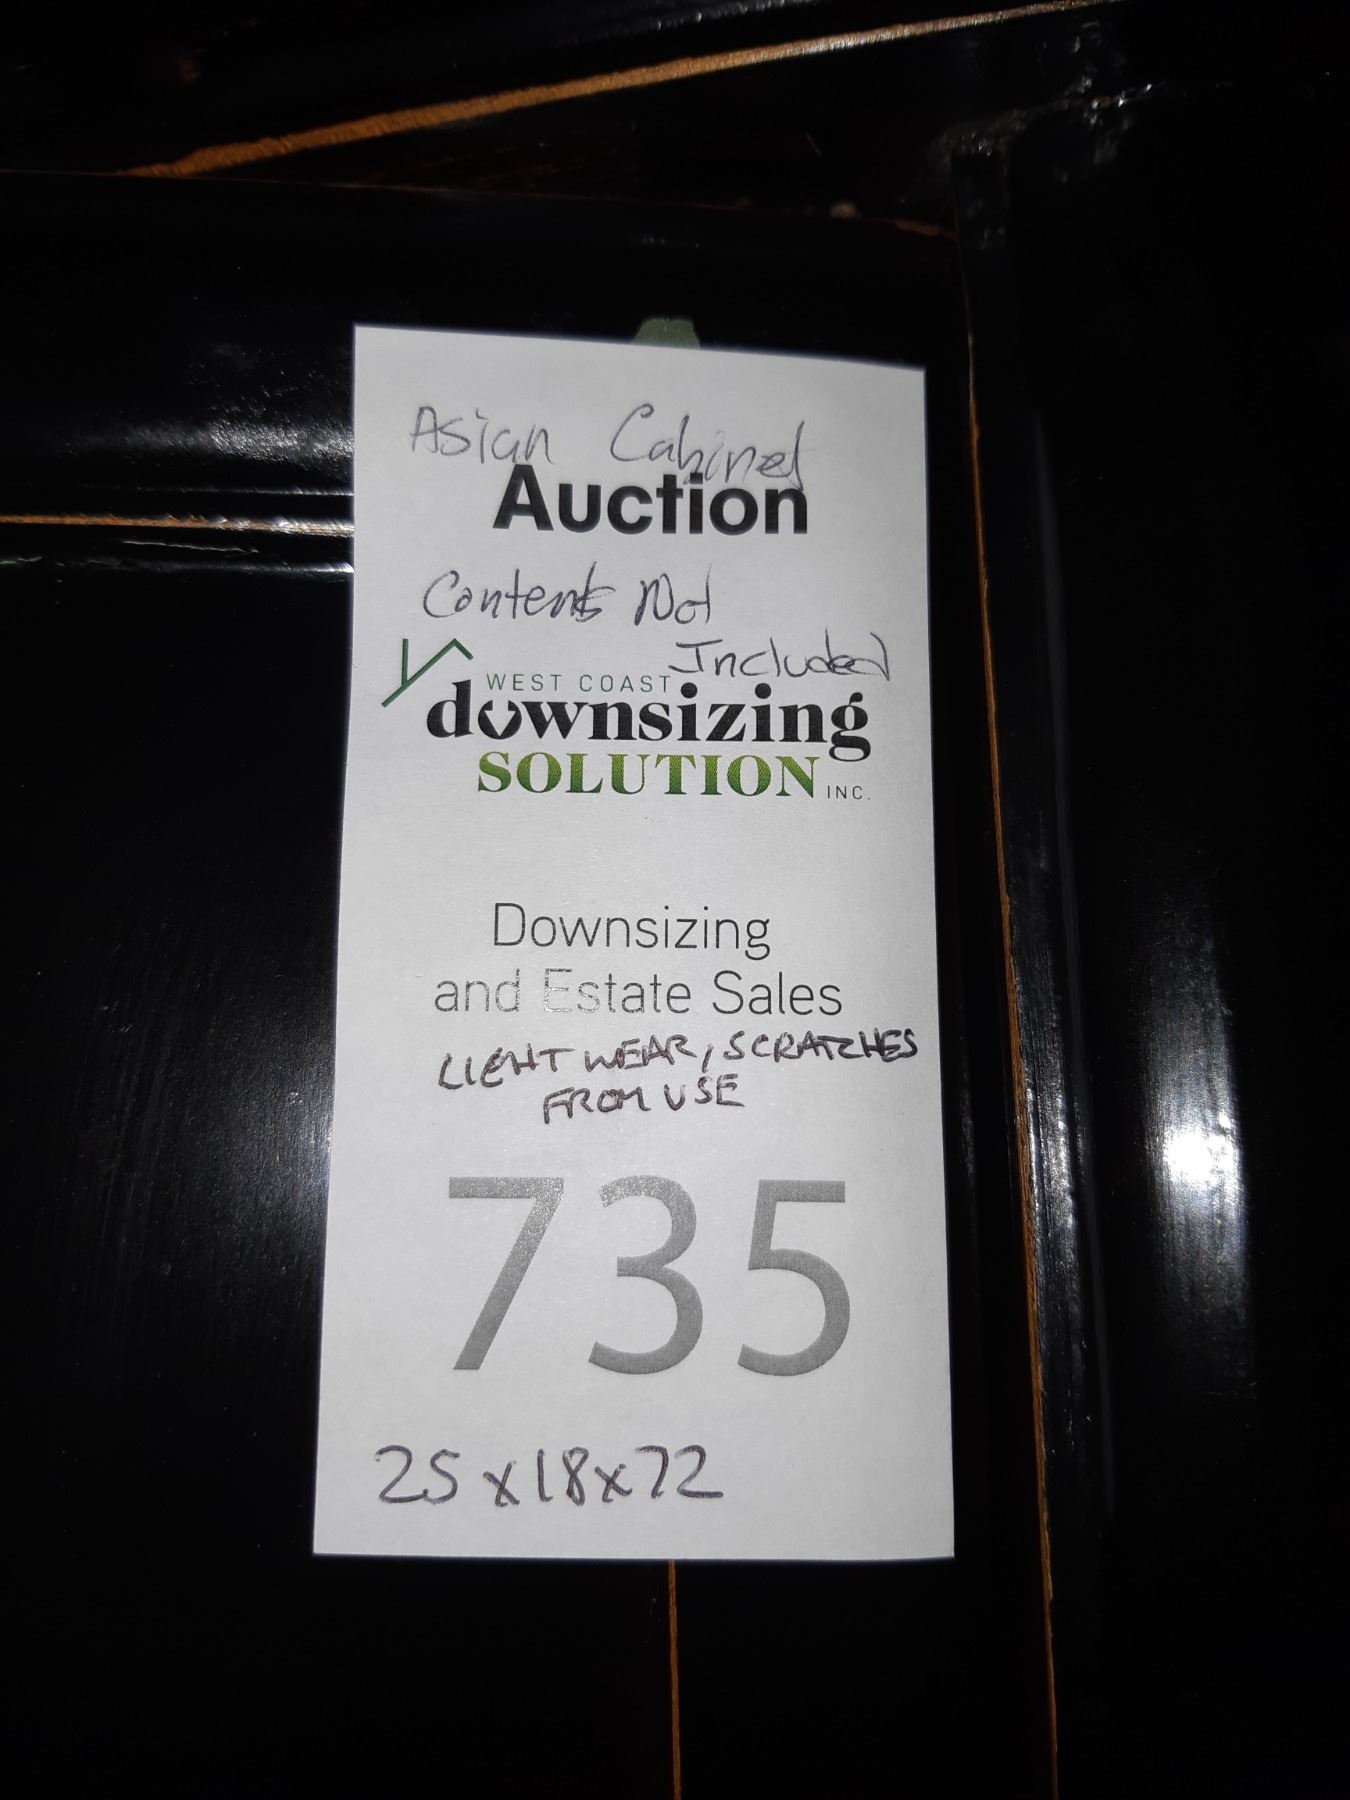 Asian Cabinet
Auction
Contents Not
Included
WEST COAST
downsizing
SOLUTION INC.
Downsizing
and Estate Sales
LIGHT WEAR, SCRATCHES
FROM USE
735
25 x 18 x 72